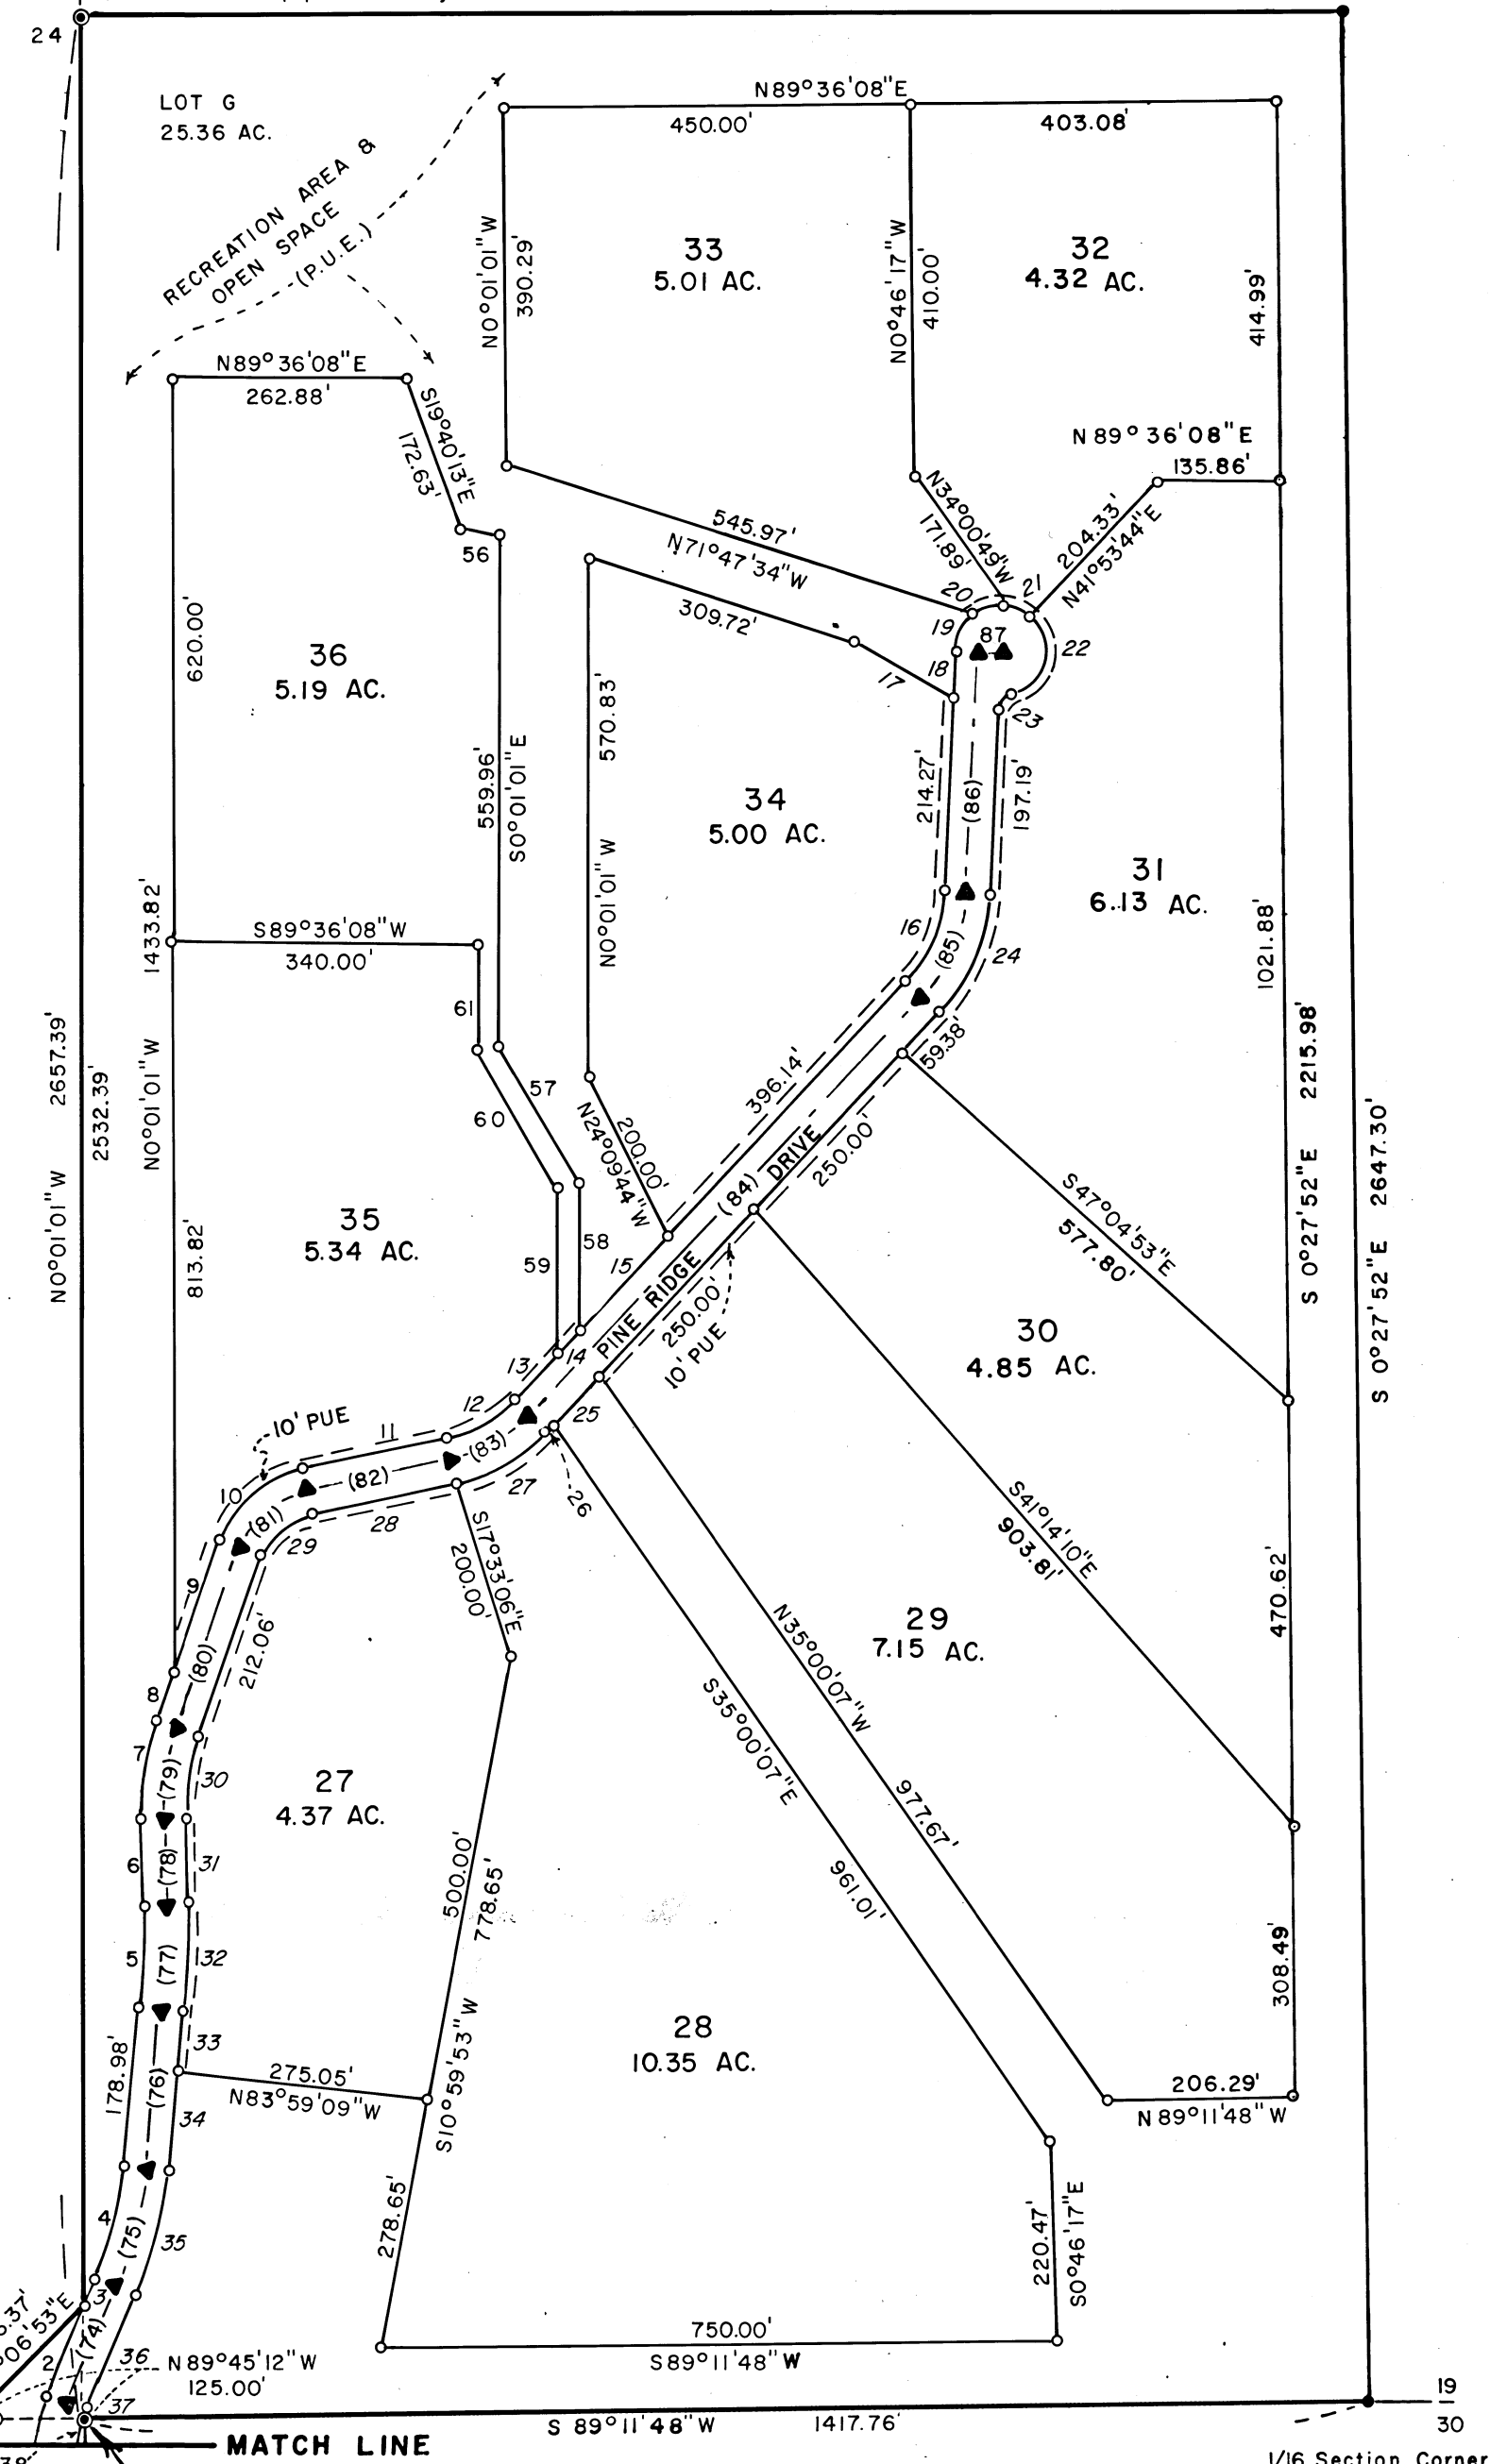 24
LOT G
25.36 AC.
RECREATION AREA &
OPEN SPACE
(P.U.E.)
N89°36'08"E
450.00'
403.08'
N0°01'01"W
390.29'
33
5.01 AC.
N0°46'17"W
410.00'
32
4.32 AC.
414.99'
N89°36'08"E
262.88'
S19°40'13"E
172.63'
56
N 89°36'08"E
135.86'
545.97'
N71°47'34"W
309.72'
N34°00'49"W
171.89'
204.33'
N41°53'44"E
20
21
19
87
22
18
17
23
620.00'
36
5.19 AC.
559.96'
S0°01'01"E
570.83'
N0°01'01"W
34
5.00 AC.
214.27'
(86)
197.19'
31
6.13 AC.
1021.88'
16
(85)
24
59.38'
1433.82'
N0°01'01"W
S89°36'08"W
340.00'
61
57
60
N0°01'01"W 2657.39'
2532.39'
813.82'
35
5.34 AC.
200.00'
N24°09'44"W
396.14'
PINE RIDGE (84) DRIVE
250.00'
250.00'
10' PUE
58
59
15
14
13
12
11
S47°04'53"E
577.80'
30
4.85 AC.
S 0°27'52"E 2215.98'
S 0°27'52"E 2647.30'
10' PUE
10
(81)
(82)
(83)
25
26
27
28
29
S17°33'06"E
200.00'
S41°14'10"E
903.81'
470.62'
9
(80)
212.06'
8
7
(79)
30
29
7.15 AC.
N35°00'07"W
977.67'
S35°00'07"E
961.01'
27
4.37 AC.
6
(78)
31
500.00'
778.65'
S10°59'53"W
5
(77)
32
308.49'
28
10.35 AC.
178.98'
(76)
33
275.05'
N83°59'09"W
34
206.29'
N89°11'48"W
4
(75)
35
278.65'
220.47'
S0°46'17"E
3
(74)
2
36
37
N89°45'12"W
125.00'
750.00'
S89°11'48"W
S 89°11'48"W 1417.76'
19
30
MATCH LINE
1/16 Section Corner